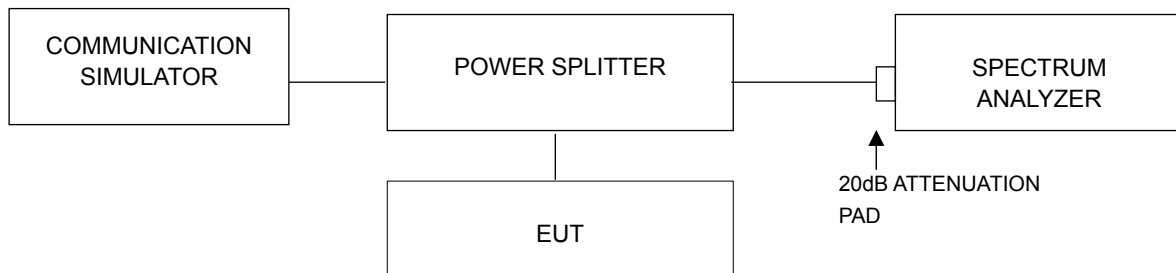 COMMUNICATION
SIMULATOR
POWER SPLITTER
SPECTRUM
ANALYZER
20dB ATTENUATION
PAD
EUT